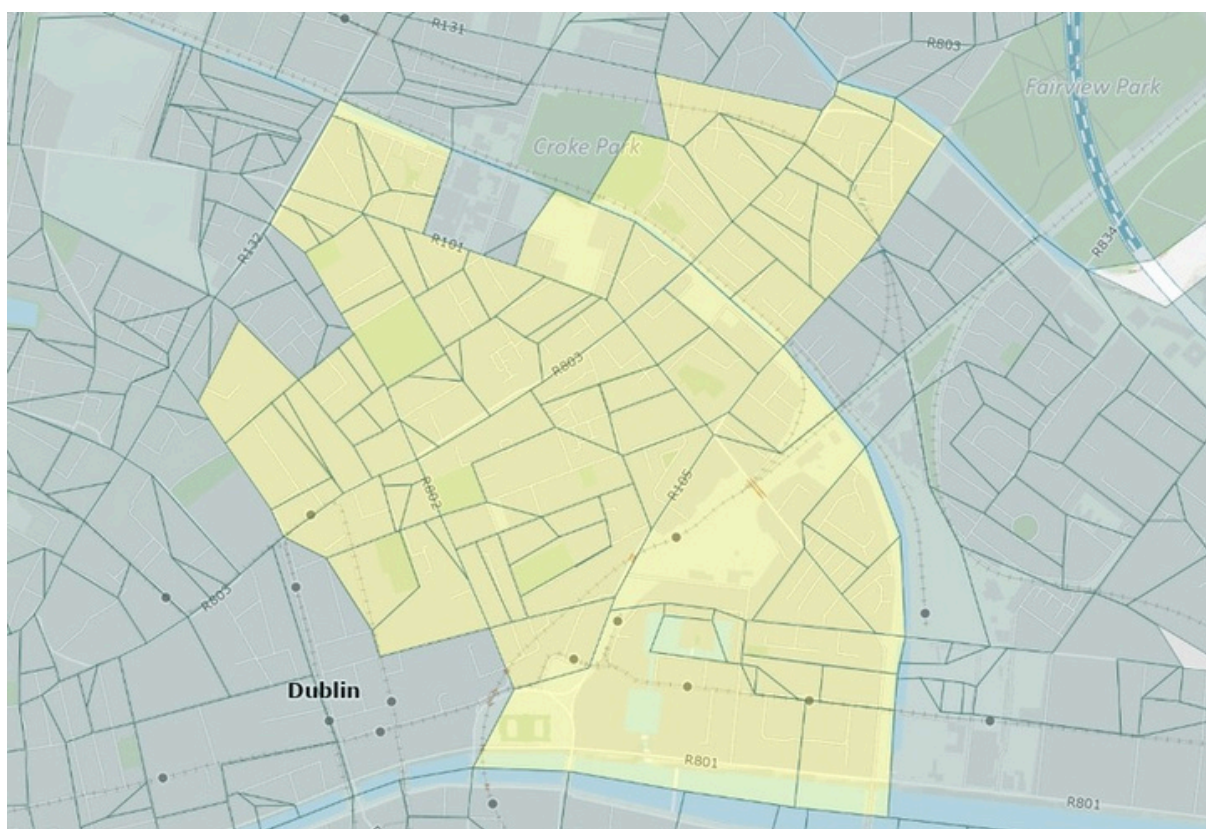 R131
R803
Fairview Park
Croke Park
R132
R101
R834
R803
R802
R105
R803
Dublin
R801
R801